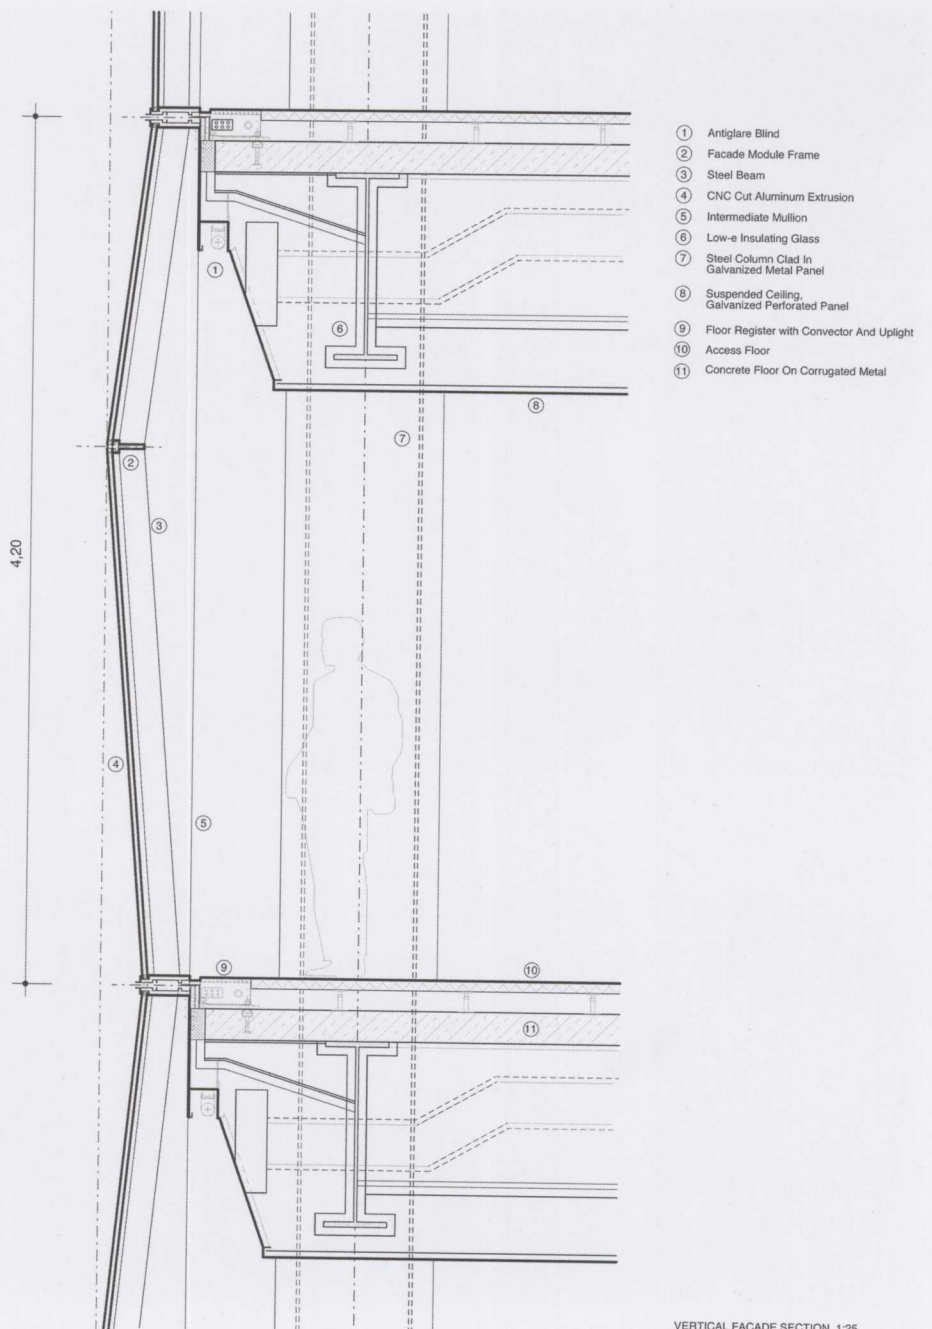 ① Antiglare Blind
② Facade Module Frame
③ Steel Beam
④ CNC Cut Aluminum Extrusion
⑤ Intermediate Mullion
⑥ Low-e Insulating Glass
⑦ Steel Column Clad In
Galvanized Metal Panel
⑧ Suspended Ceiling,
Galvanized Perforated Panel
⑨ Floor Register with Convector And Uplight
⑩ Access Floor
⑪ Concrete Floor On Corrugated Metal
①
⑥
⑧
⑦
②
③
4,20
④
⑤
⑨
⑩
⑪
VERTICAL FACADE SECTION 1:25